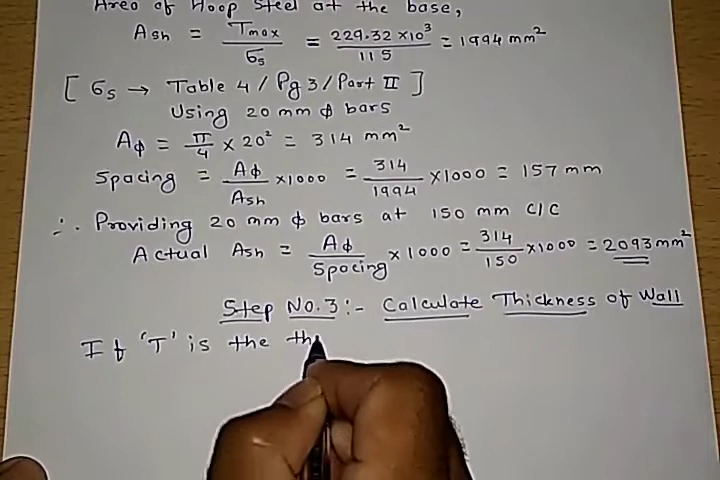 Area of Hoop Steel at the base,
Ash = Tmax / σs = 229.32 × 10³ / 115 = 1994 mm²
[ σs → Table 4 / Pg 3 / Part II ]
Using 20 mm ϕ bars
Aϕ = π/4 × 20² = 314 mm²
Spacing = Aϕ / Ash × 1000 = 314 / 1994 × 1000 = 157 mm
∴ Providing 20 mm ϕ bars at 150 mm C/C
Actual Ash = Aϕ / Spacing × 1000 = 314 / 150 × 1000 = 2093 mm²
Step No. 3 :- Calculate Thickness of Wall
If 'T' is the th